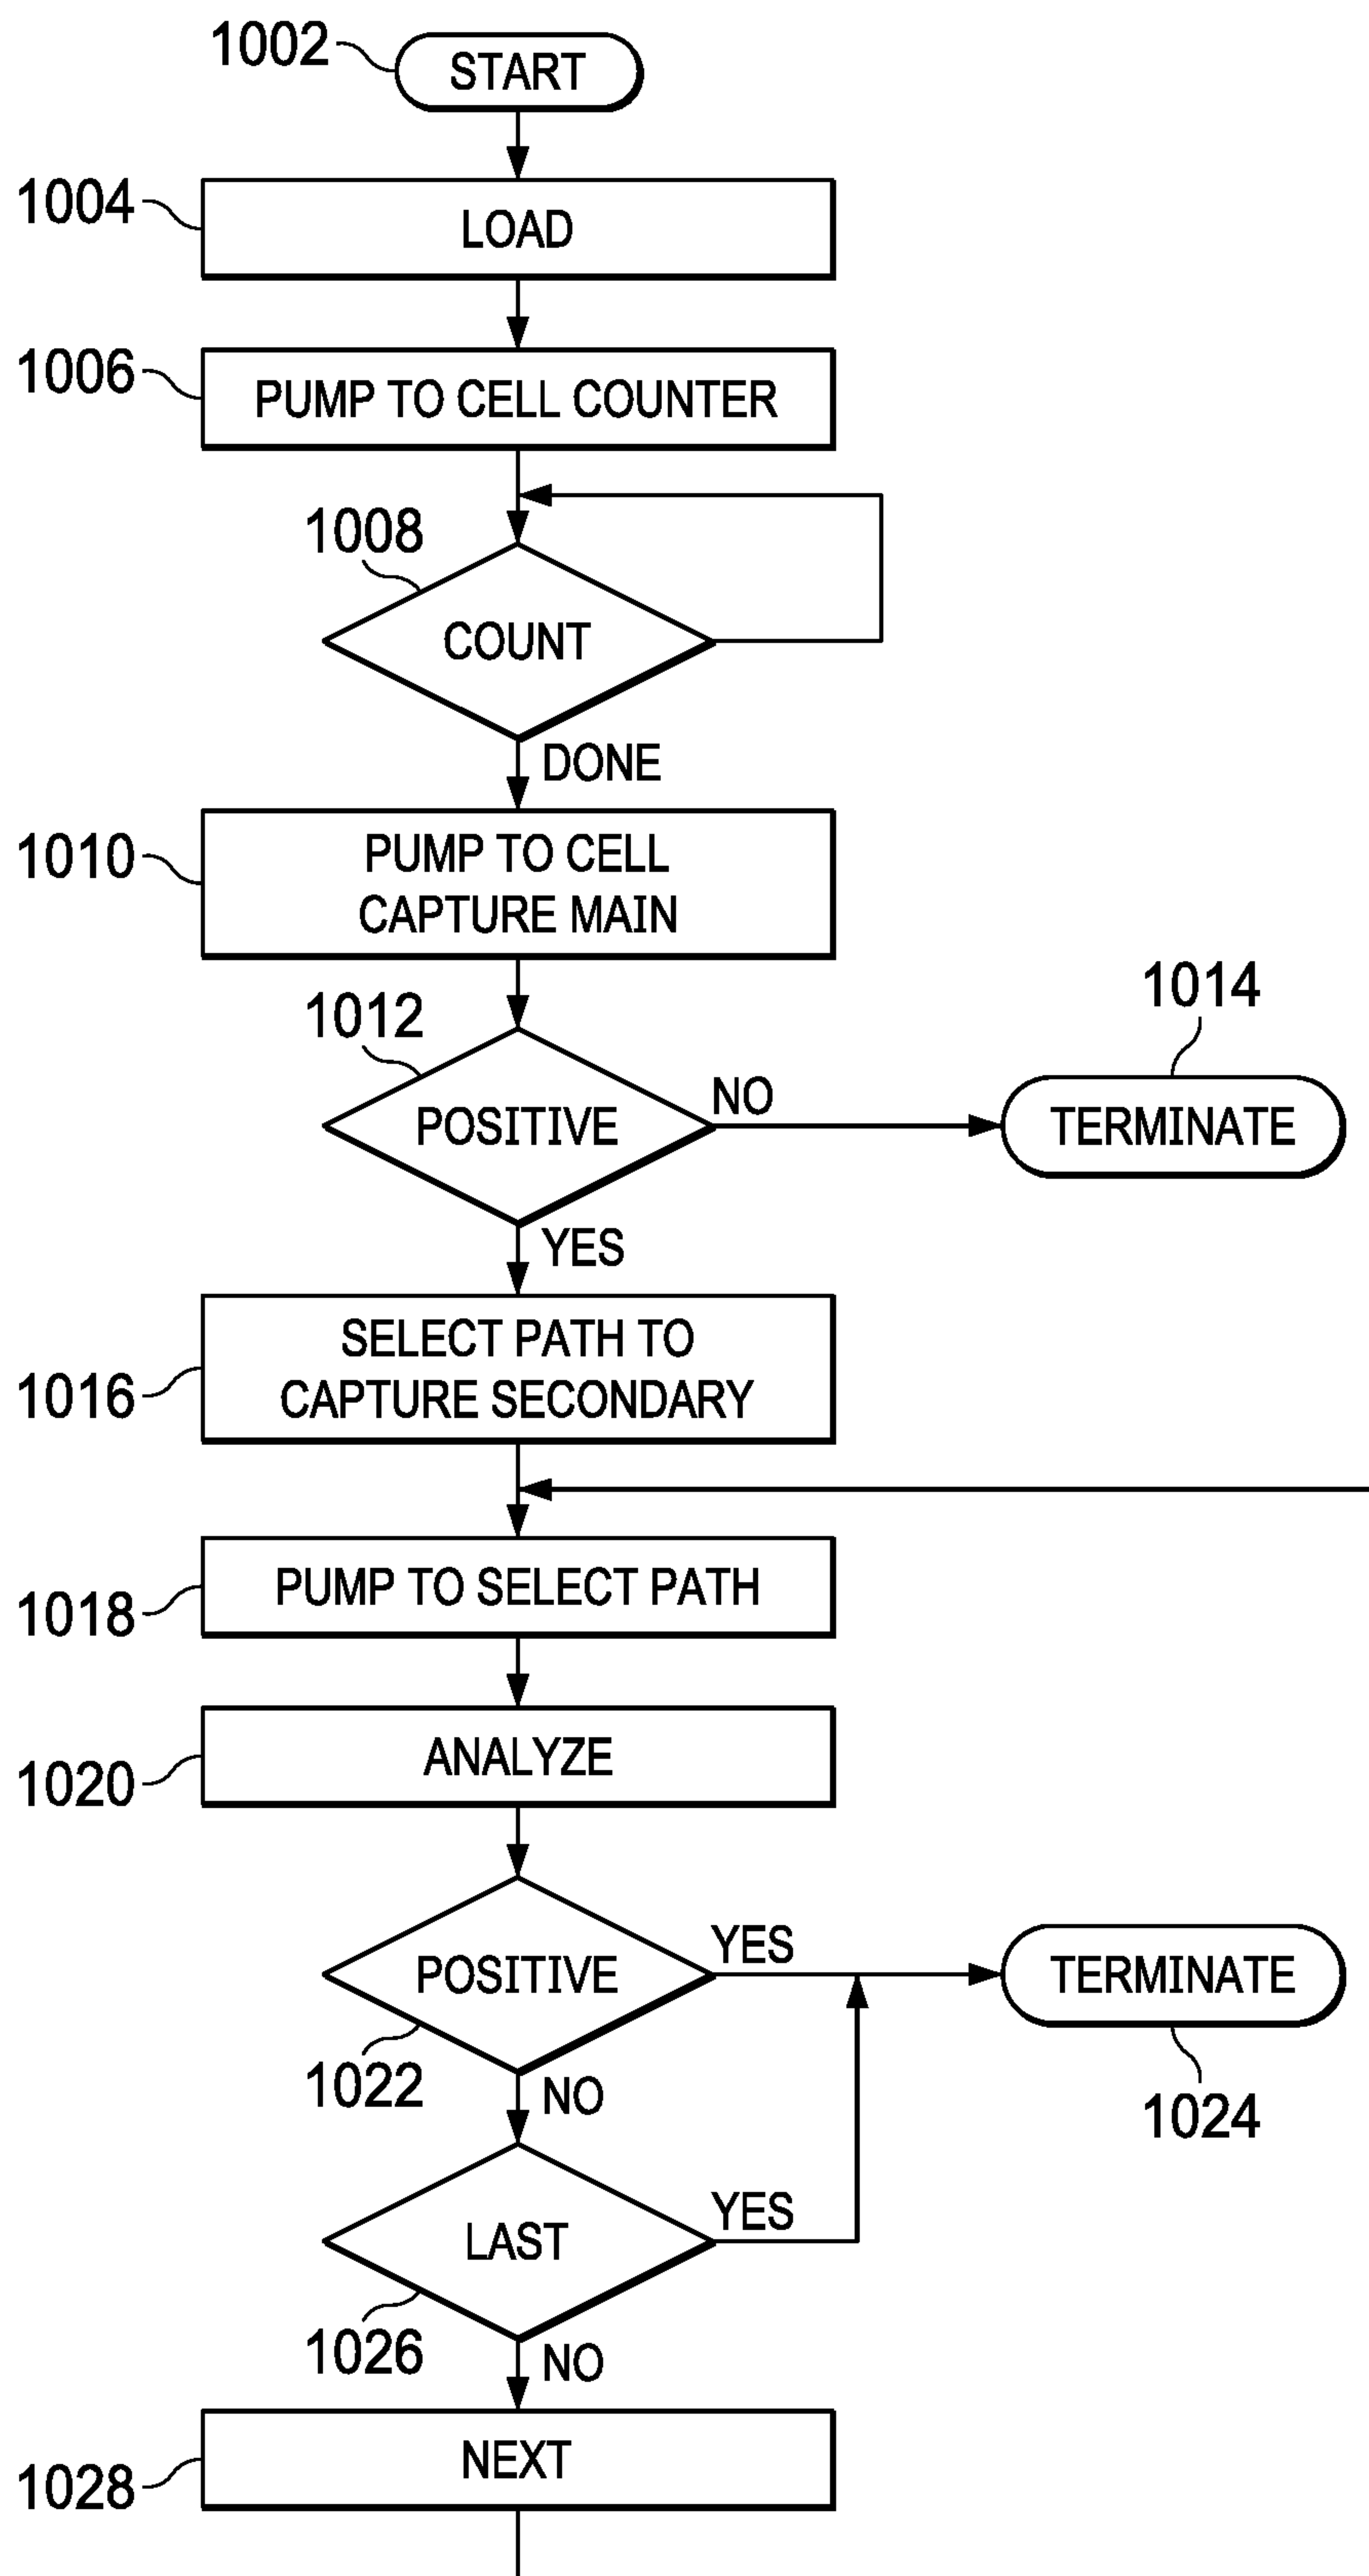 1002
START
1004
LOAD
1006
PUMP TO CELL COUNTER
1008
COUNT
DONE
1010
PUMP TO CELL
CAPTURE MAIN
1012
POSITIVE
NO
1014
TERMINATE
YES
1016
SELECT PATH TO
CAPTURE SECONDARY
1018
PUMP TO SELECT PATH
1020
ANALYZE
POSITIVE
YES
TERMINATE
1022
NO
1024
LAST
YES
1026
NO
NEXT
1028